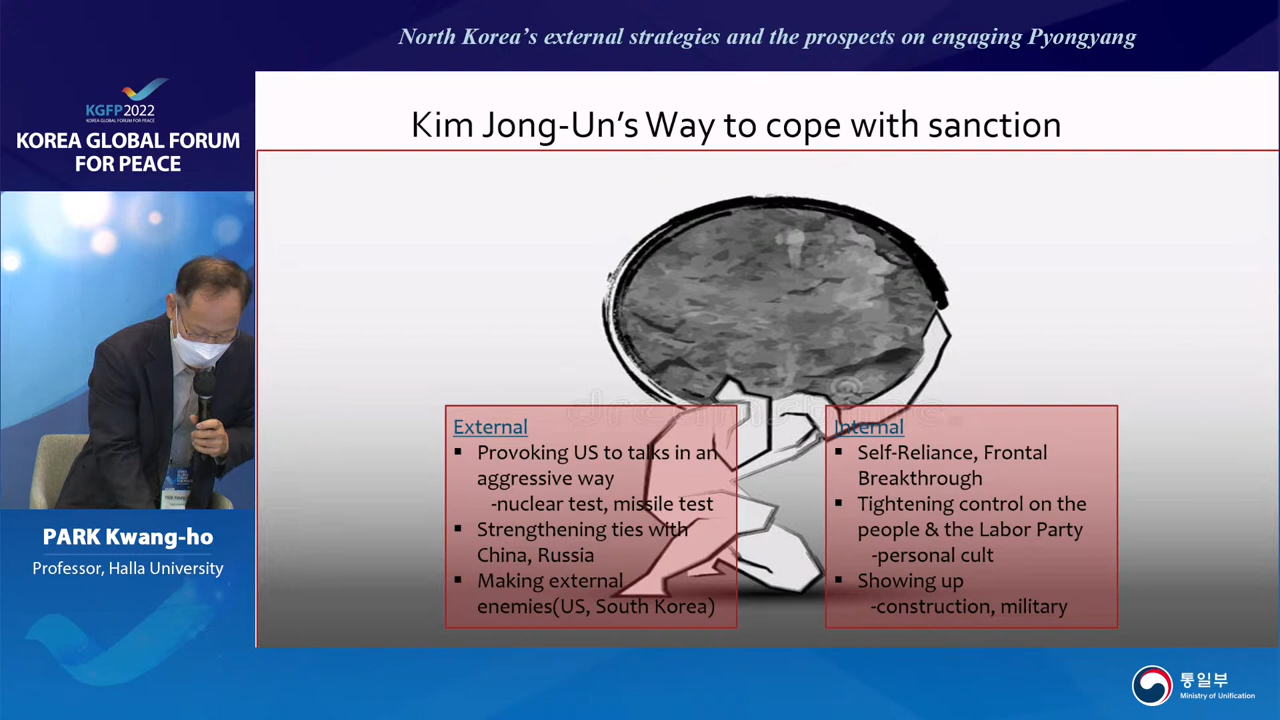 North Korea's external strategies and the prospects on engaging Pyongyang
KGFP2022
KOREA GLOBAL FORUM FOR PEACE
KOREA GLOBAL FORUM
FOR PEACE
Kim Jong-Un's Way to cope with sanction
External
▪ Provoking US to talks in an
aggressive way
-nuclear test, missile test
▪ Strengthening ties with
China, Russia
▪ Making external
enemies(US, South Korea)
Internal
▪ Self-Reliance, Frontal
Breakthrough
▪ Tightening control on the
people & the Labor Party
-personal cult
▪ Showing up
-construction, military
PARK Kwang-ho
Professor, Halla University
통일부
Ministry of Unification